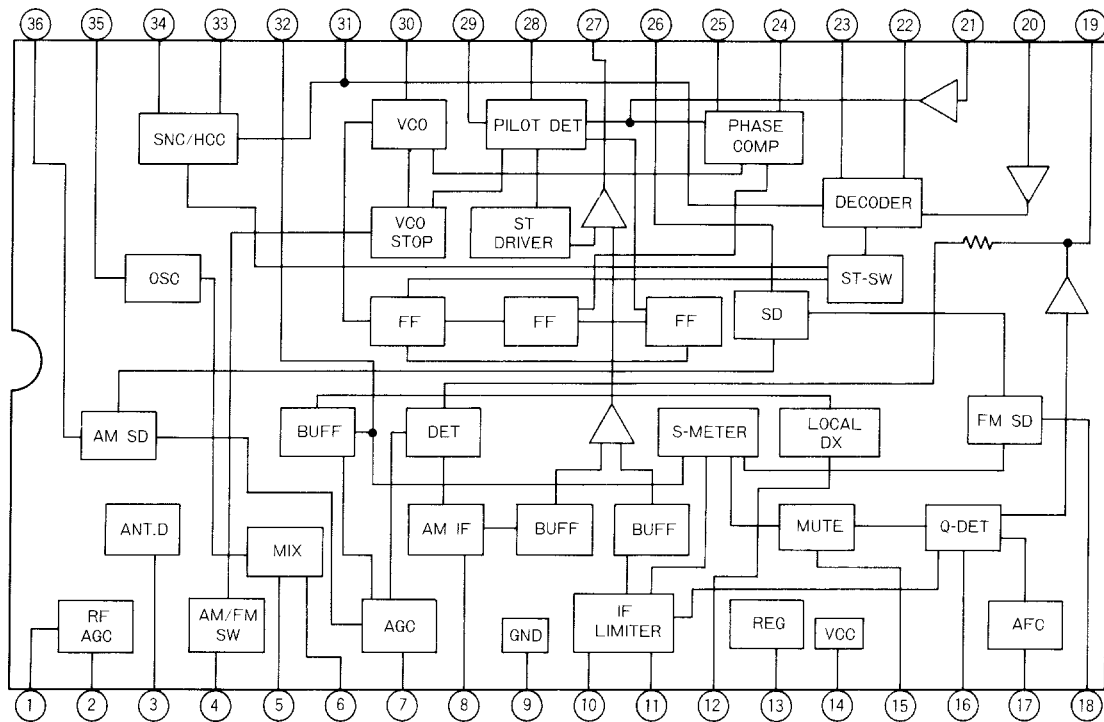 36 35 34 33 32 31 30 29 28 27 26 25 24 23 22 21 20 19
SNC/HCC
VCO
PILOT DET
PHASE
COMP
DECODER
VCO
STOP
ST
DRIVER
OSC
ST-SW
FF
FF
FF
SD
AM SD
BUFF
DET
S-METER
LOCAL
DX
FM SD
ANT.D
MIX
AM IF
BUFF
BUFF
MUTE
Q-DET
RF
AGC
AM/FM
SW
AGC
GND
IF
LIMITER
REG
VCC
AFC
1 2 3 4 5 6 7 8 9 10 11 12 13 14 15 16 17 18